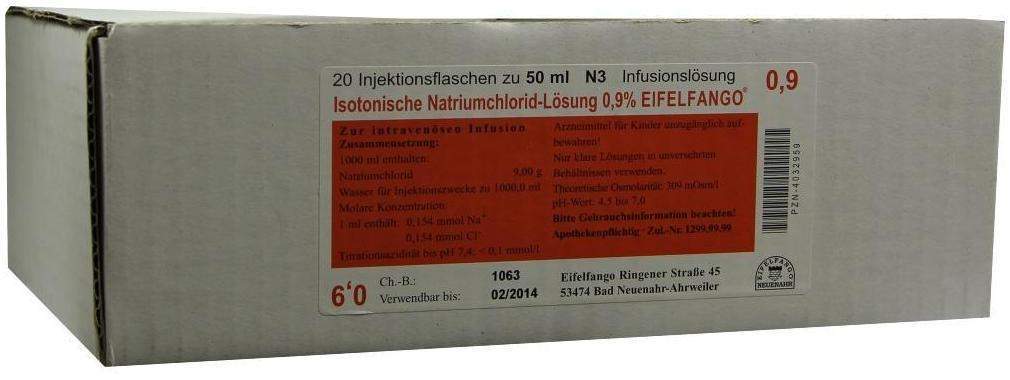 20 Injektionsflaschen zu 50 ml N3 Infusionslösung
0,9
Isotonische Natriumchlorid-Lösung 0,9% EIFELFANGO®
Zur intravenösen Infusion
Zusammensetzung:
1000 ml enthalten:
Natriumchlorid 9,00 g
Wasser für Injektionszwecke zu 1000,0 ml
Molare Konzentration:
1 ml enthält: 0,154 mmol Na+
0,154 mmol Cl-
Titrationsazidität bis pH 7,4: < 0,1 mmol/l
Arzneimittel für Kinder unzugänglich auf-
bewahren!
Nur klare Lösungen in unversehrten
Behältnissen verwenden.
Theoretische Osmolarität: 309 mOsm/l
pH-Wert: 4,5 bis 7,0
Bitte Gebrauchsinformation beachten!
Apothekenpflichtig · Zul.-Nr. 1299.99.99
PZN-4032959
6'0
Ch.-B.: 1063
Verwendbar bis: 02/2014
Eifelfango Ringener Straße 45
53474 Bad Neuenahr-Ahrweiler
EIFELFANGO
NEUENAHR